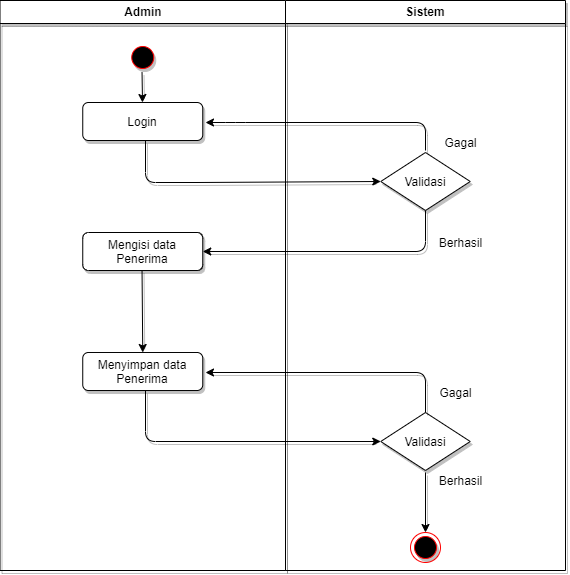 Admin
Sistem
Login
Gagal
Validasi
Berhasil
Mengisi data
Penerima
Menyimpan data
Penerima
Gagal
Validasi
Berhasil